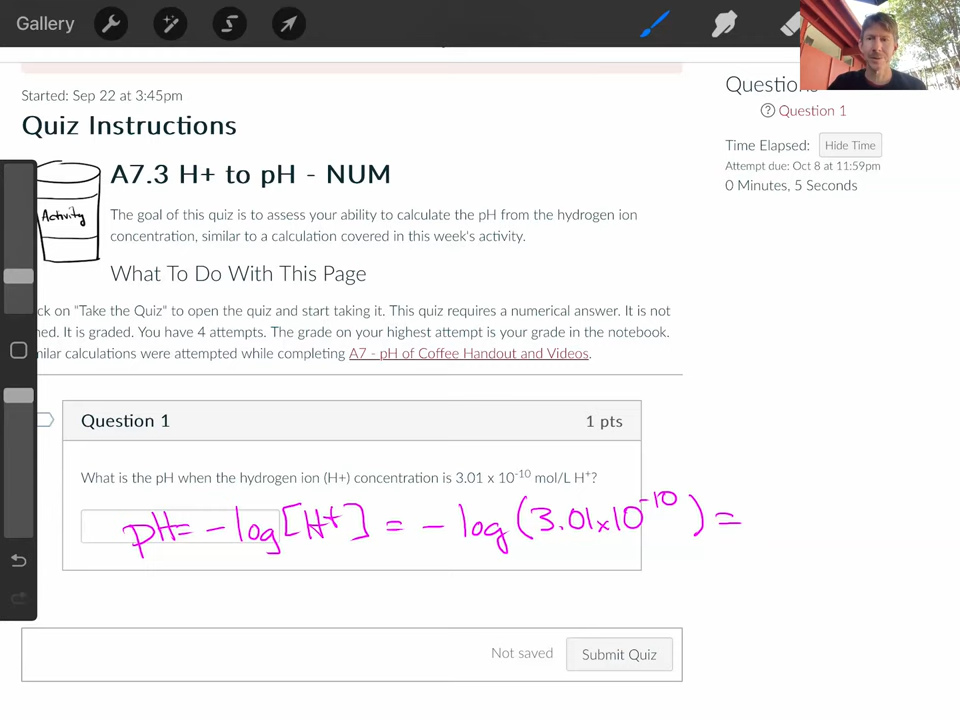 Gallery
Started: Sep 22 at 3:45pm
Quiz Instructions
Activity
A7.3 H+ to pH - NUM
The goal of this quiz is to assess your ability to calculate the pH from the hydrogen ion
concentration, similar to a calculation covered in this week's activity.
What To Do With This Page
ck on "Take the Quiz" to open the quiz and start taking it. This quiz requires a numerical answer. It is not
ned. It is graded. You have 4 attempts. The grade on your highest attempt is your grade in the notebook.
milar calculations were attempted while completing A7 - pH of Coffee Handout and Videos.
Question 1
1 pts
What is the pH when the hydrogen ion (H+) concentration is 3.01 x 10⁻¹⁰ mol/L H⁺?
pH = - log [H+] = - log (3.01 x 10⁻¹⁰) =
Not saved
Submit Quiz
Question 1
Time Elapsed:
Hide Time
Attempt due: Oct 8 at 11:59pm
0 Minutes, 5 Seconds